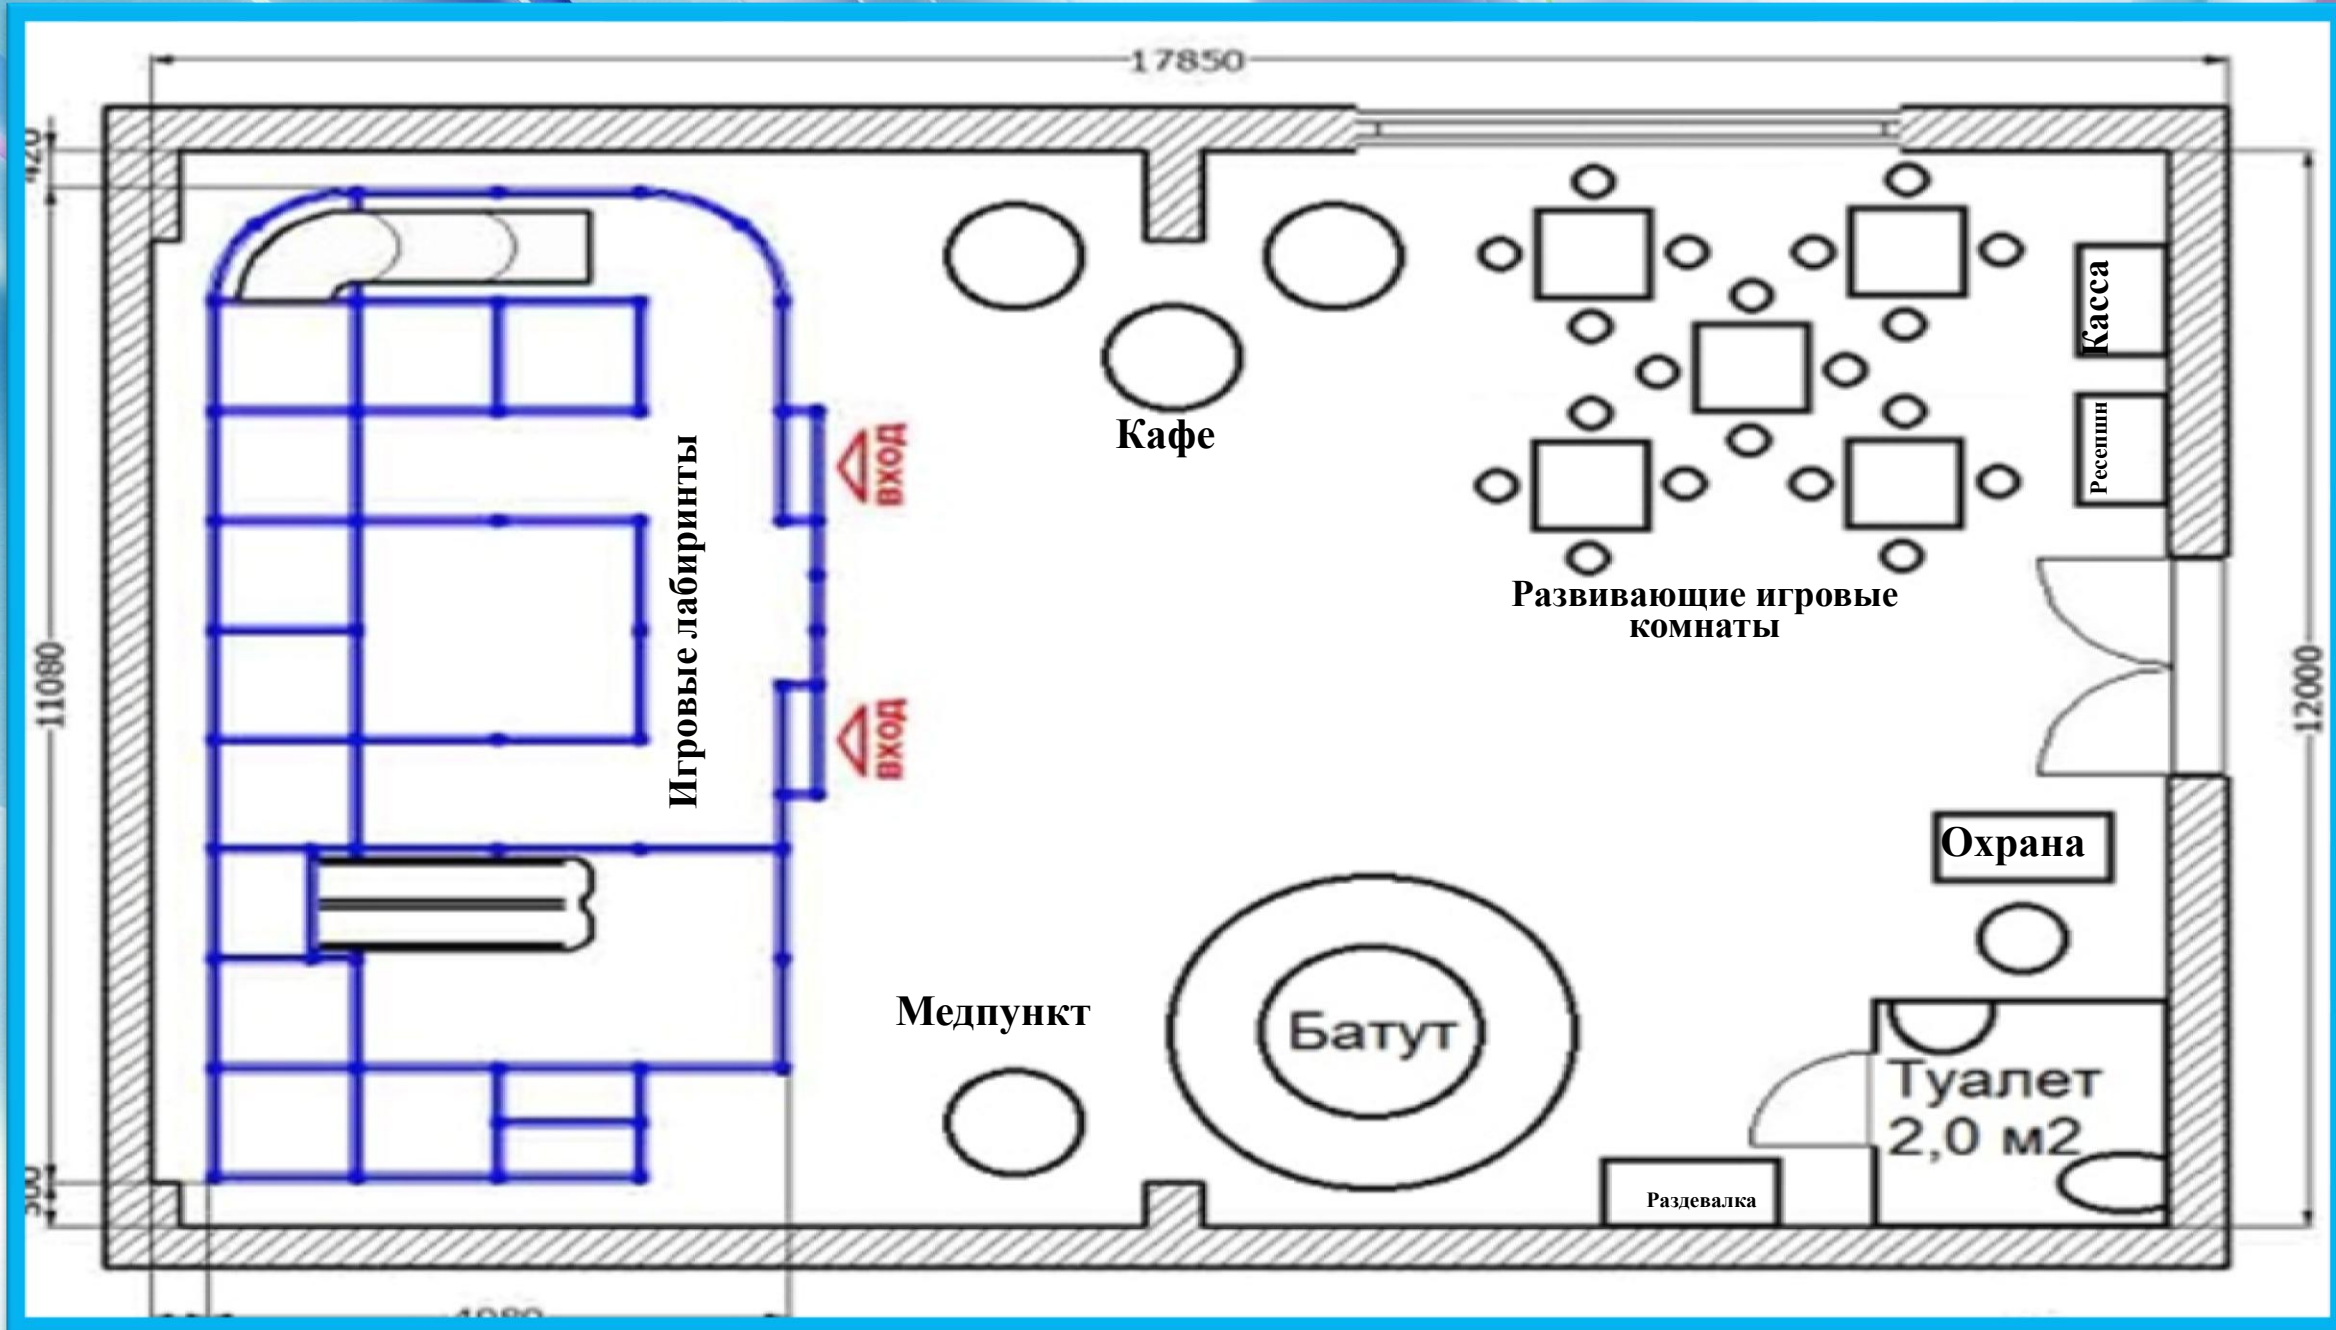 17850
420
Касса
Кафе
ВХОД
Ресепшн
Игровые лабиринты
Развивающие игровые
комнаты
11080
12000
ВХОД
Охрана
Медпункт
Батут
Туалет
2,0 м2
Раздевалка